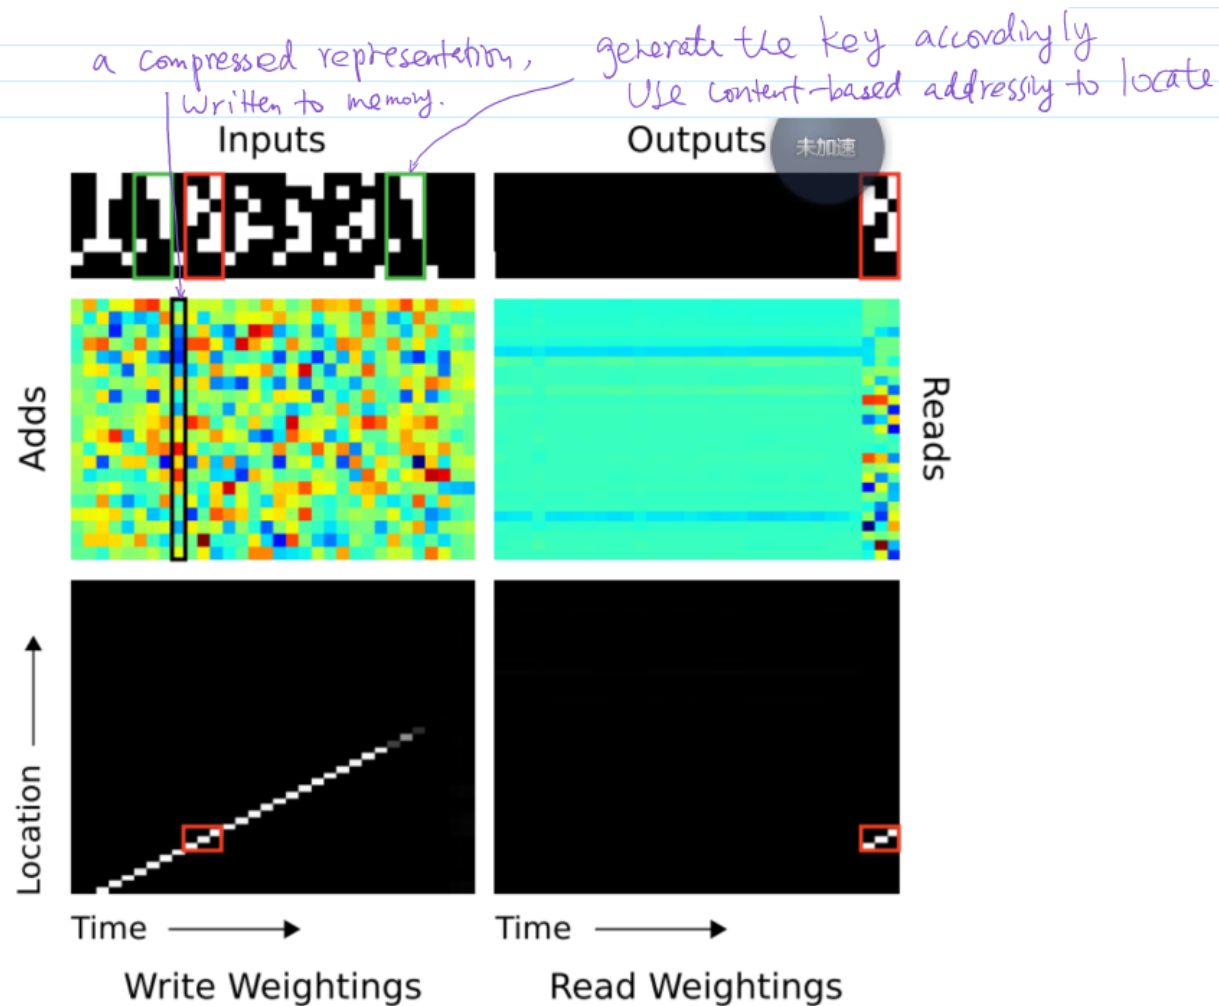 a compressed representation,
written to memory.
generate the key accordingly
Use content-based addressing to locate
Inputs
Outputs
未加速
Adds
Reads
Location
Time
Time
Write Weightings
Read Weightings